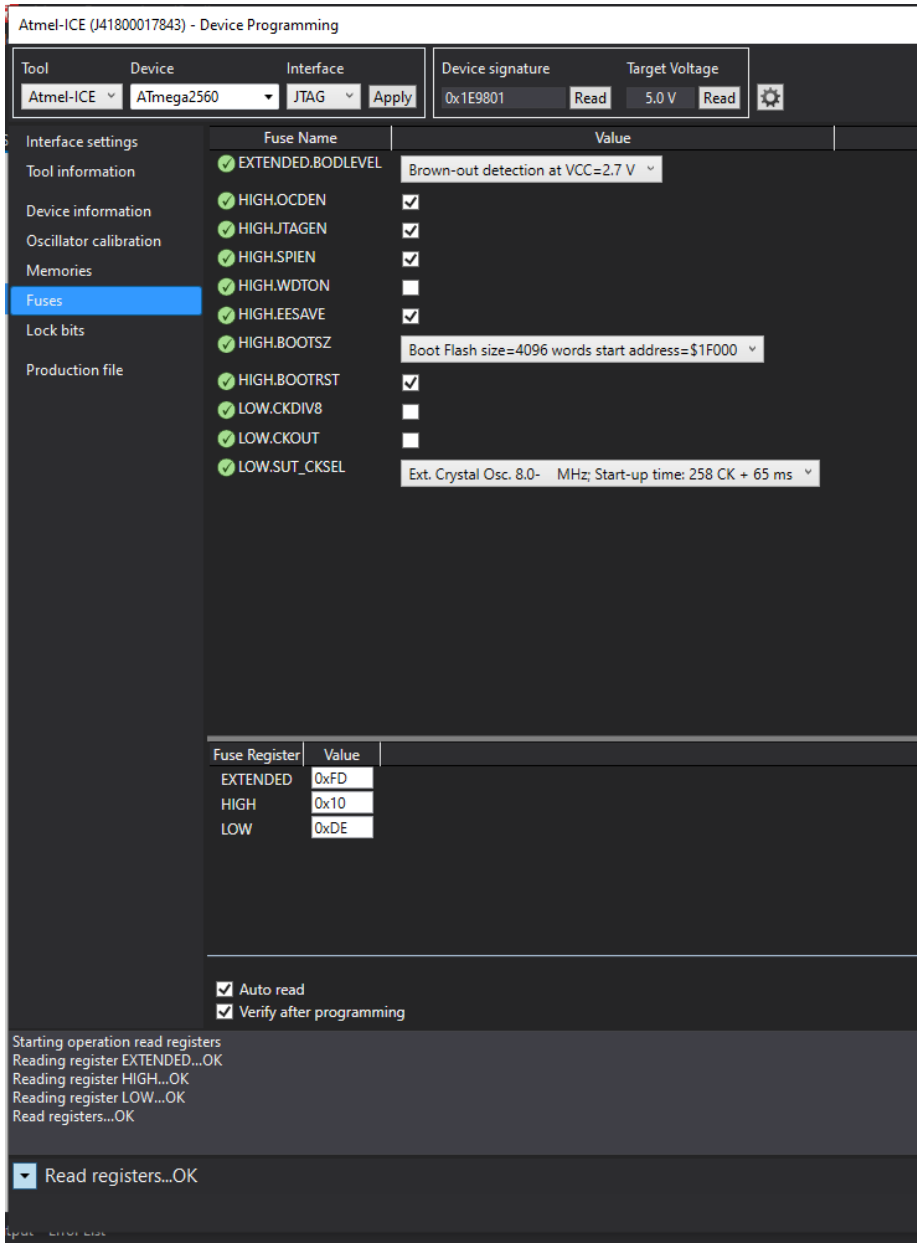 Atmel-ICE (J41800017843) - Device Programming
Tool Device Interface Device signature Target Voltage
Atmel-ICE ATmega2560 JTAG Apply 0x1E9801 Read 5.0 V Read
Interface settings
Tool information
Device information
Oscillator calibration
Memories
Fuses
Lock bits
Production file
Fuse Name Value
EXTENDED.BODLEVEL Brown-out detection at VCC=2.7 V
HIGH.OCDEN
HIGH.JTAGEN
HIGH.SPIEN
HIGH.WDTON
HIGH.EESAVE
HIGH.BOOTSZ Boot Flash size=4096 words start address=$1F000
HIGH.BOOTRST
LOW.CKDIV8
LOW.CKOUT
LOW.SUT_CKSEL Ext. Crystal Osc. 8.0- MHz; Start-up time: 258 CK + 65 ms
Fuse Register Value
EXTENDED 0xFD
HIGH 0x10
LOW 0xDE
Auto read
Verify after programming
Starting operation read registers
Reading register EXTENDED...OK
Reading register HIGH...OK
Reading register LOW...OK
Read registers...OK
Read registers...OK